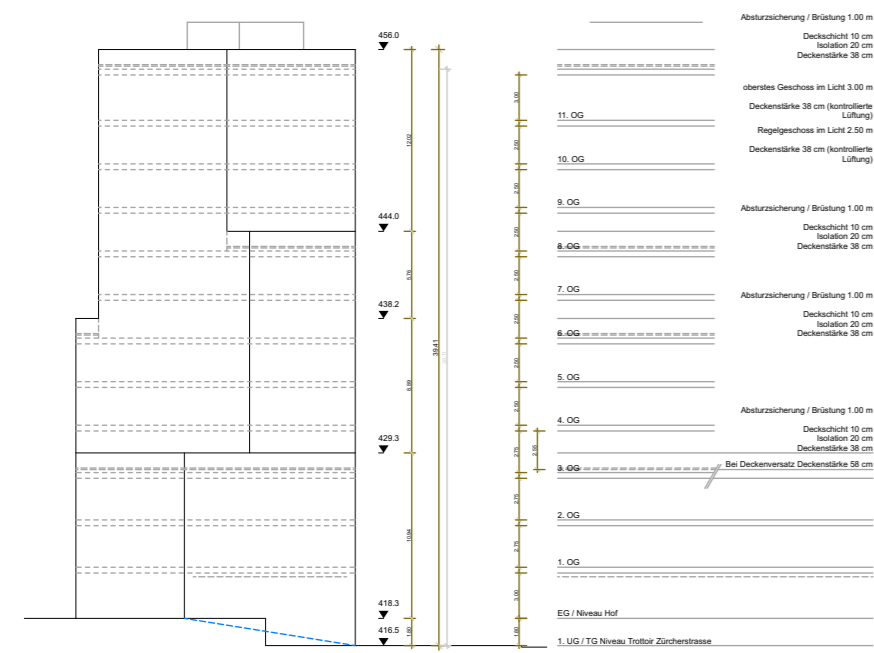 Absturzsicherung / Brüstung 1.00 m
456.0
Deckschicht 10 cm
Isolation 20 cm
Deckenstärke 38 cm
oberstes Geschoss im Licht 3.00 m
3.00
Deckenstärke 38 cm (kontrollierte
Lüftung)
11. OG
Regelgeschoss im Licht 2.50 m
12.02
2.50
Deckenstärke 38 cm (kontrollierte
Lüftung)
10. OG
2.50
9. OG
Absturzsicherung / Brüstung 1.00 m
444.0
2.50
Deckschicht 10 cm
Isolation 20 cm
Deckenstärke 38 cm
8. OG
5.76
2.50
7. OG
Absturzsicherung / Brüstung 1.00 m
438.2
2.50
Deckschicht 10 cm
Isolation 20 cm
Deckenstärke 38 cm
6. OG
39.41
2.50
5. OG
8.89
2.50
Absturzsicherung / Brüstung 1.00 m
4. OG
429.3
2.75
Deckschicht 10 cm
Isolation 20 cm
Deckenstärke 38 cm
3. OG
Bei Deckenversatz Deckenstärke 58 cm
2.75
2. OG
10.94
2.75
1. OG
3.00
418.3
EG / Niveau Hof
416.5
1.80
1.80
1. UG / TG Niveau Trottoir Zürcherstrasse